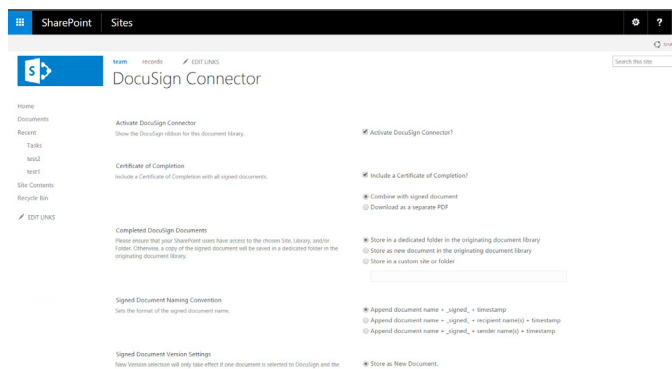 SharePoint Sites
Search this site
team records EDIT LINKS
DocuSign Connector
Home
Documents
Recent
Tasks
test2
test1
Site Contents
Recycle Bin
EDIT LINKS
Activate DocuSign Connector
Show the DocuSign ribbon for this document library.
Activate DocuSign Connector?
Certificate of Completion
Include a Certificate of Completion with all signed documents.
Include a Certificate of Completion?
Combine with signed document
Download as a separate PDF
Completed DocuSign Documents
Please ensure that your SharePoint users have access to the chosen Site, Library, and/or
Folder. Otherwise, a copy of the signed document will be saved in a dedicated folder in the
originating document library.
Store in a dedicated folder in the originating document library
Store as new document in the originating document library
Store in a custom site or folder
Signed Document Naming Convention
Sets the format of the signed document name.
Append document name + _signed_ + timestamp
Append document name + _signed_ + recipient name(s) + timestamp
Append document name + _signed_ + sender name(s) + timestamp
Signed Document Version Settings
New Version selection will only take effect if one document is selected to DocuSign and the
Store as New Document.